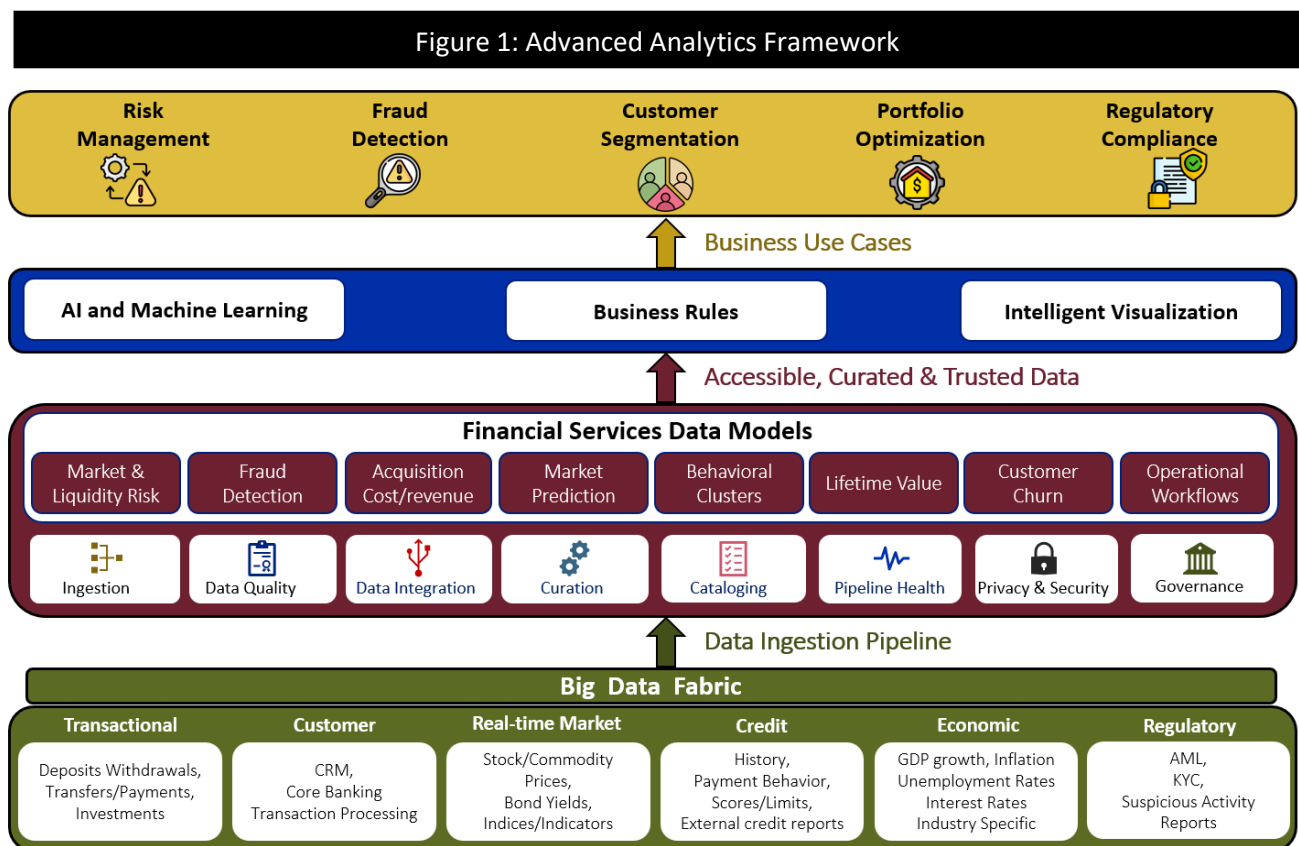 Figure 1: Advanced Analytics Framework
Risk
Management
Fraud
Detection
Customer
Segmentation
Portfolio
Optimization
Regulatory
Compliance
$
Business Use Cases
AI and Machine Learning
Business Rules
Intelligent Visualization
Accessible, Curated & Trusted Data
Financial Services Data Models
Market &
Liquidity Risk
Fraud
Detection
Acquisition
Cost/revenue
Market
Prediction
Behavioral
Clusters
Lifetime Value
Customer
Churn
Operational
Workflows
Ingestion
Data Quality
Data Integration
Curation
Cataloging
Pipeline Health
Privacy & Security
Governance
Data Ingestion Pipeline
Big Data Fabric
Transactional
Deposits Withdrawals,
Transfers/Payments,
Investments
Customer
CRM,
Core Banking
Transaction Processing
Real-time Market
Stock/Commodity
Prices,
Bond Yields,
Indices/Indicators
Credit
History,
Payment Behavior,
Scores/Limits,
External credit reports
Economic
GDP growth, Inflation
Unemployment Rates
Interest Rates
Industry Specific
Regulatory
AML,
KYC,
Suspicious Activity
Reports